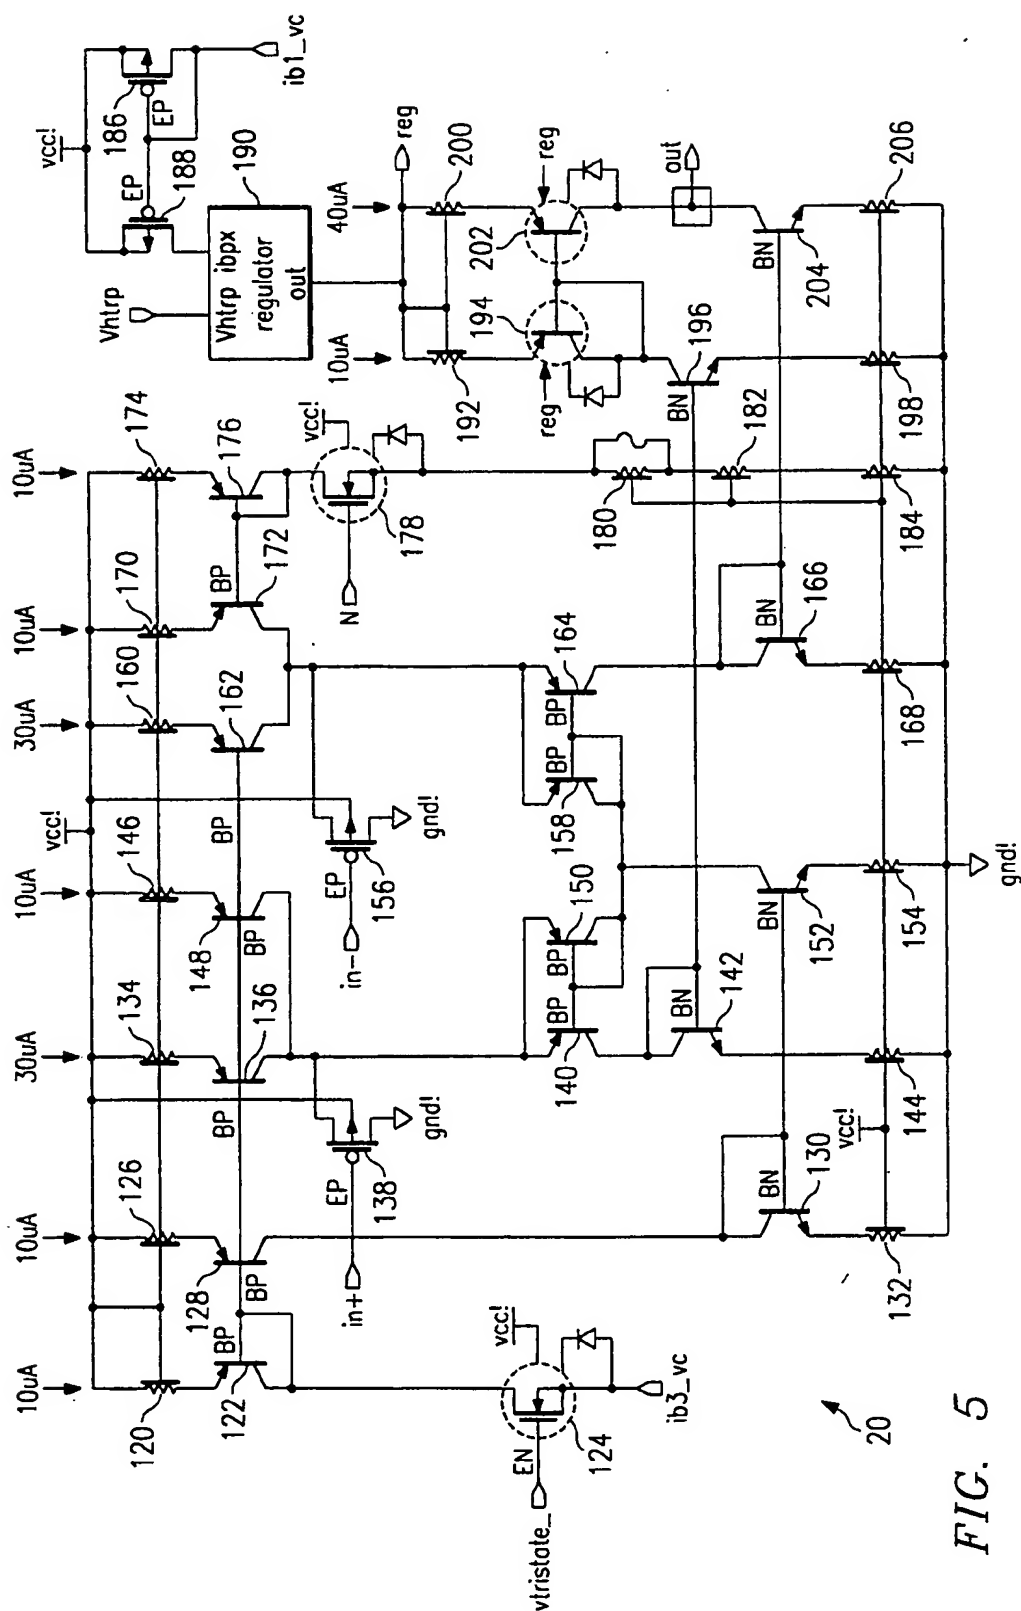 10uA
10uA
30uA
10uA
30uA
10uA
10uA
vcc!
120
126
134
146
160
170
174
122
BP
128
BP
BP
136
148
BP
BP
162
BP
172
176
vcc!
186
EP
EP
188
ib1_vc
Vhtrp
Vhtrp ibpx
regulator
out
190
vtristate_
EN
124
vcc!
ib3_vc
in+
EP
138
gnd!
in-
EP
156
gnd!
N
178
vcc!
10uA
40uA
reg
192
200
reg
194
202
reg
140
BP
BP
150
158
BP
BP
164
180
182
BN
196
out
BN
130
BN
142
BN
152
BN
166
BN
204
132
vcc!
144
154
168
184
198
206
gnd!
20
FIG. 5